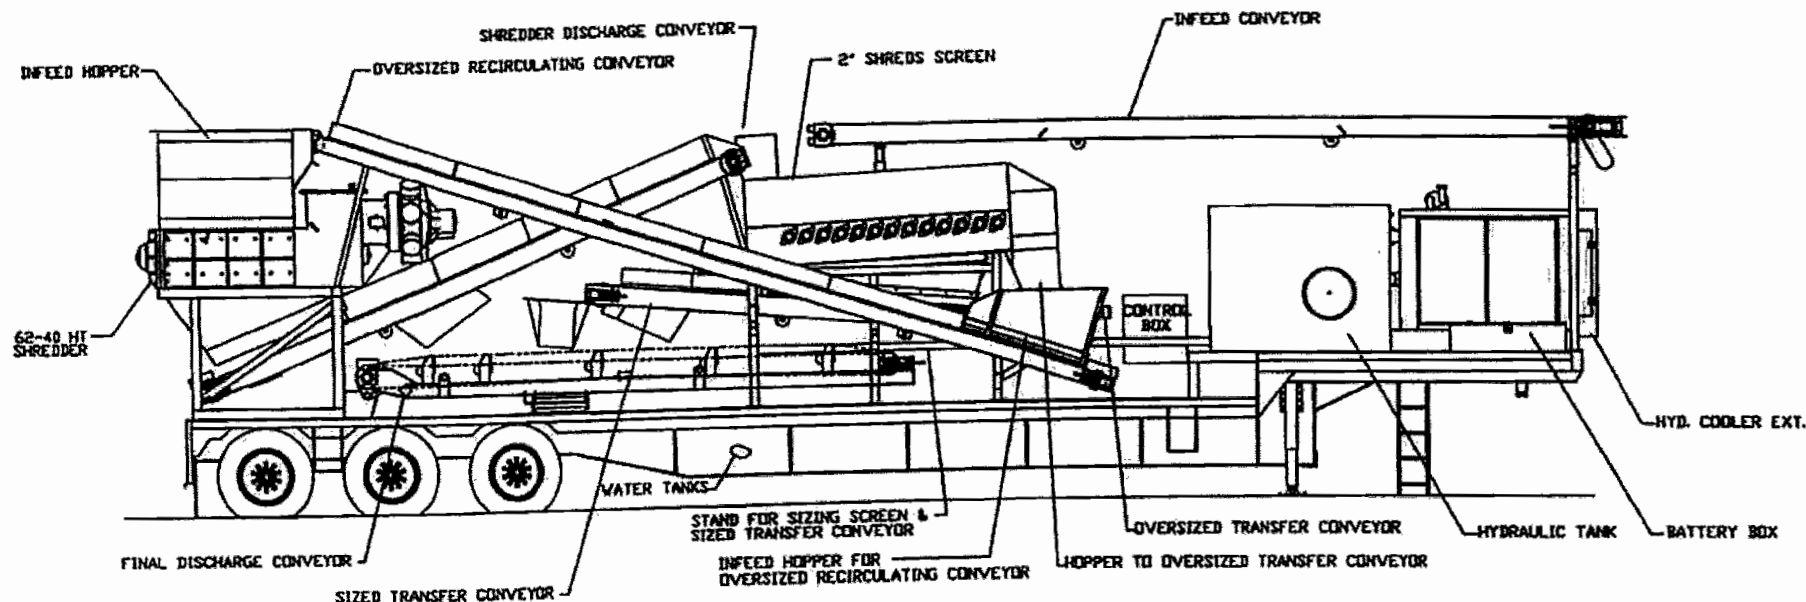 INFEED CONVEYOR
SHREDDER DISCHARGE CONVEYOR
2" SHREDS SCREEN
INFEED HOPPER
OVERSIZED RECIRCULATING CONVEYOR
CONTROL
BOX
62-40 HT
SHREDDER
HYD. COOLER EXT.
WATER TANKS
STAND FOR SIZING SCREEN &
SIZED TRANSFER CONVEYOR
OVERSIZED TRANSFER CONVEYOR
HYDRAULIC TANK
BATTERY BOX
FINAL DISCHARGE CONVEYOR
INFEED HOPPER FOR
OVERSIZED RECIRCULATING CONVEYOR
HOPPER TO OVERSIZED TRANSFER CONVEYOR
SIZED TRANSFER CONVEYOR